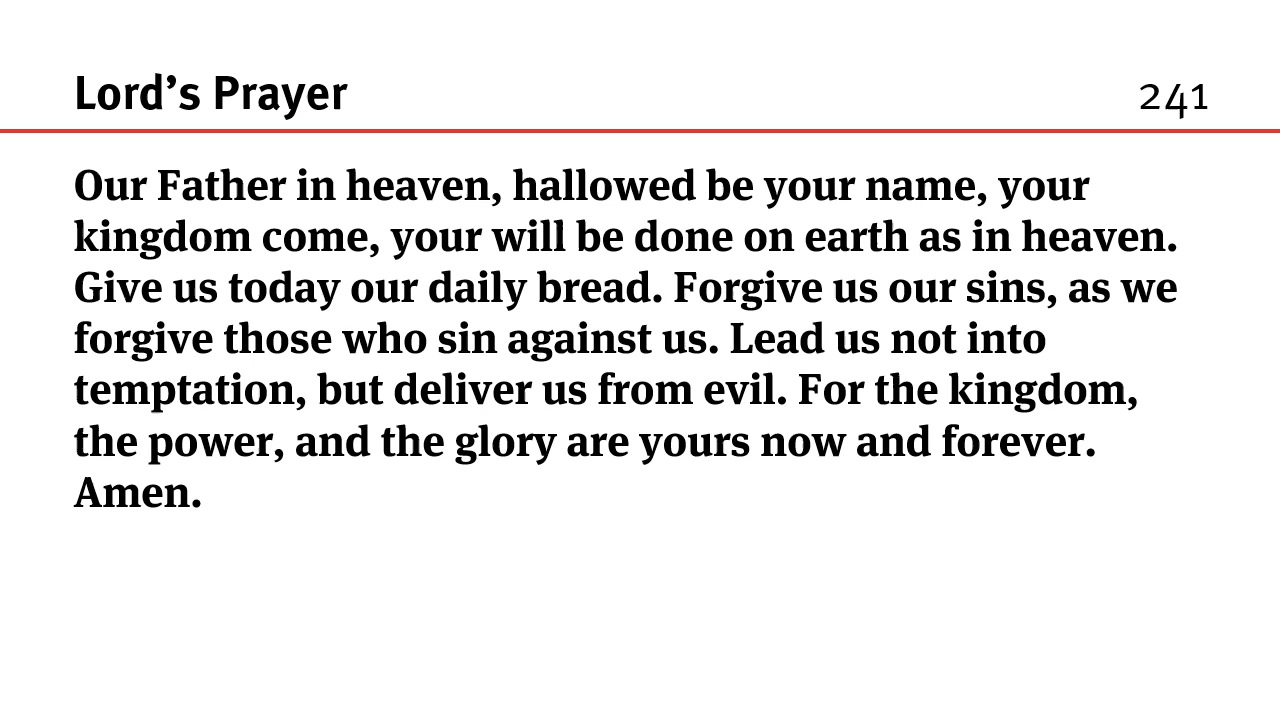 Lord’s Prayer 241
Our Father in heaven, hallowed be your name, your
kingdom come, your will be done on earth as in heaven.
Give us today our daily bread. Forgive us our sins, as we
forgive those who sin against us. Lead us not into
temptation, but deliver us from evil. For the kingdom,
the power, and the glory are yours now and forever.
Amen.